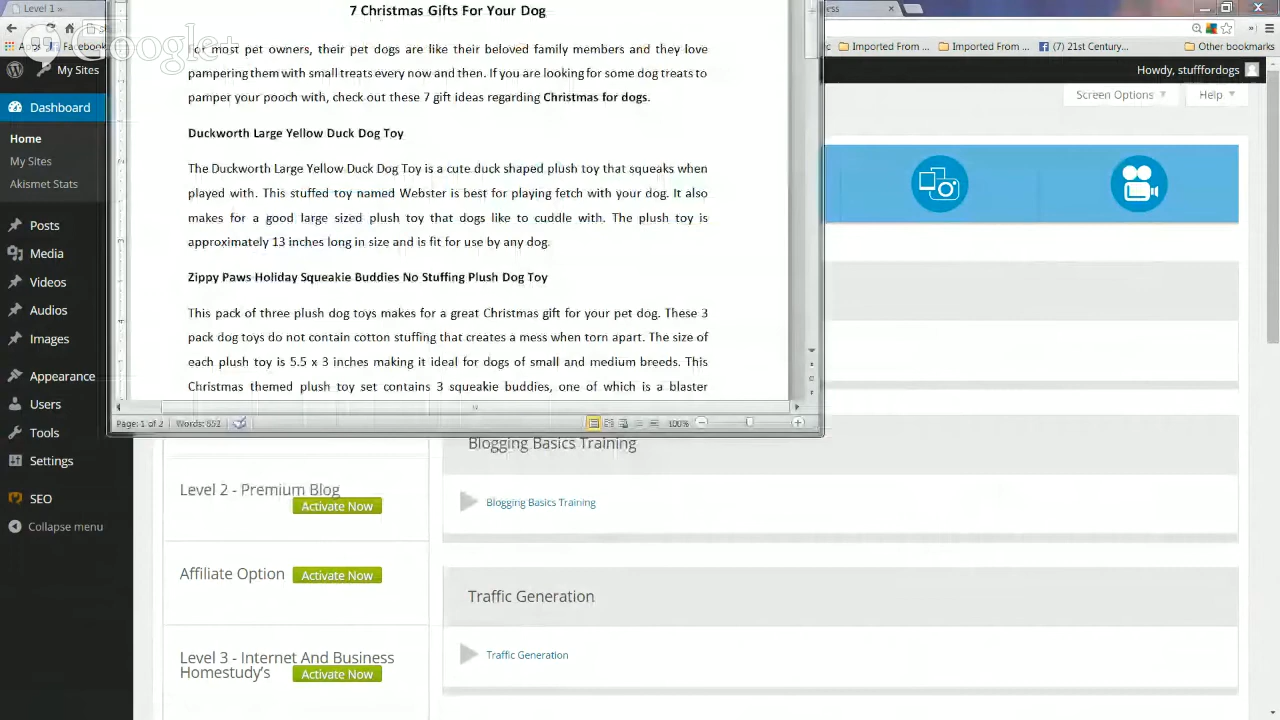 Level 1 »
ess
Apps
Facebook
Imported From ...
Imported From ...
(7) 21st Century...
Other bookmarks
Google+
My Sites
Howdy, stufffordogs
Screen Options
Help
Dashboard
Home
My Sites
Akismet Stats
Posts
Media
Videos
Audios
Images
Appearance
Users
Tools
Settings
SEO
Collapse menu
7 Christmas Gifts For Your Dog
For most pet owners, their pet dogs are like their beloved family members and they love
pampering them with small treats every now and then. If you are looking for some dog treats to
pamper your pooch with, check out these 7 gift ideas regarding Christmas for dogs.
Duckworth Large Yellow Duck Dog Toy
The Duckworth Large Yellow Duck Dog Toy is a cute duck shaped plush toy that squeaks when
played with. This stuffed toy named Webster is best for playing fetch with your dog. It also
makes for a good large sized plush toy that dogs like to cuddle with. The plush toy is
approximately 13 inches long in size and is fit for use by any dog.
Zippy Paws Holiday Squeakie Buddies No Stuffing Plush Dog Toy
This pack of three plush dog toys makes for a great Christmas gift for your pet dog. These 3
pack dog toys do not contain cotton stuffing that creates a mess when torn apart. The size of
each plush toy is 5.5 x 3 inches making it ideal for dogs of small and medium breeds. This
Christmas themed plush toy set contains 3 squeakie buddies, one of which is a blaster
Page: 1 of 2
Words: 652
100%
Level 2 - Premium Blog
Activate Now
Affiliate Option
Activate Now
Level 3 - Internet And Business
Homestudy's
Activate Now
Blogging Basics Training
Blogging Basics Training
Traffic Generation
Traffic Generation